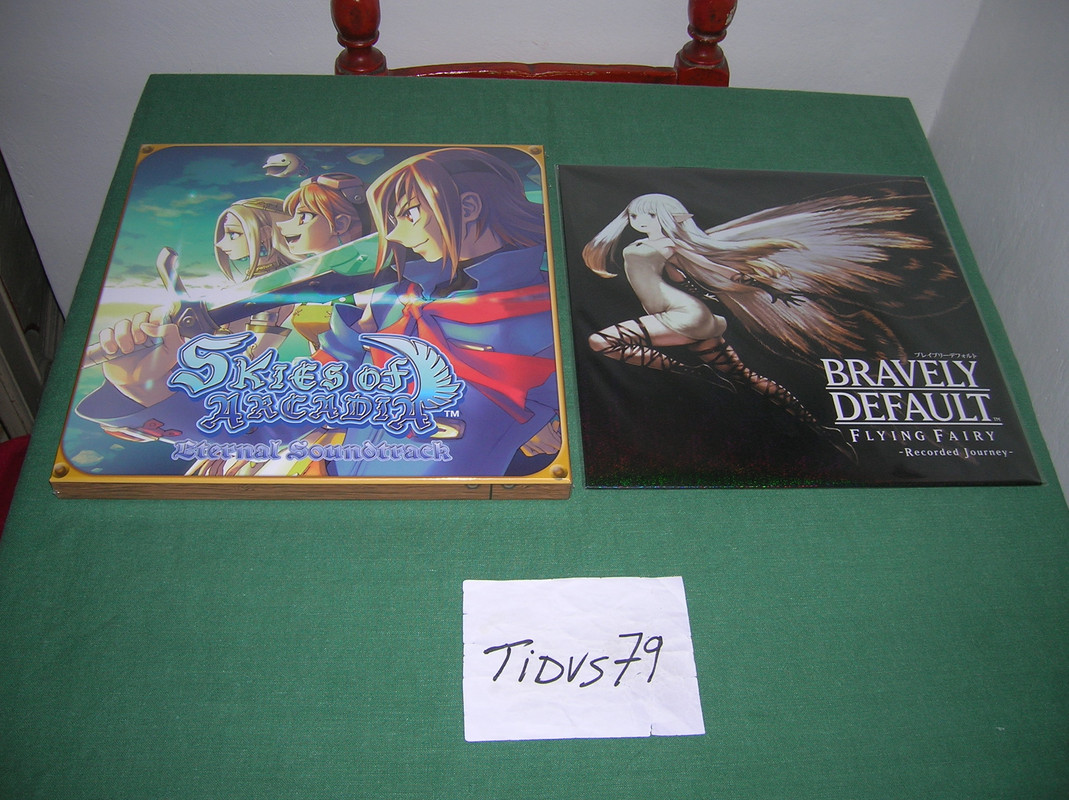 SKIES OF
ARCADIA™
Eternal Soundtrack
ブレイブリーデフォルト
BRAVELY
DEFAULT™
FLYING FAIRY
-Recorded Journey-
TiDUS79